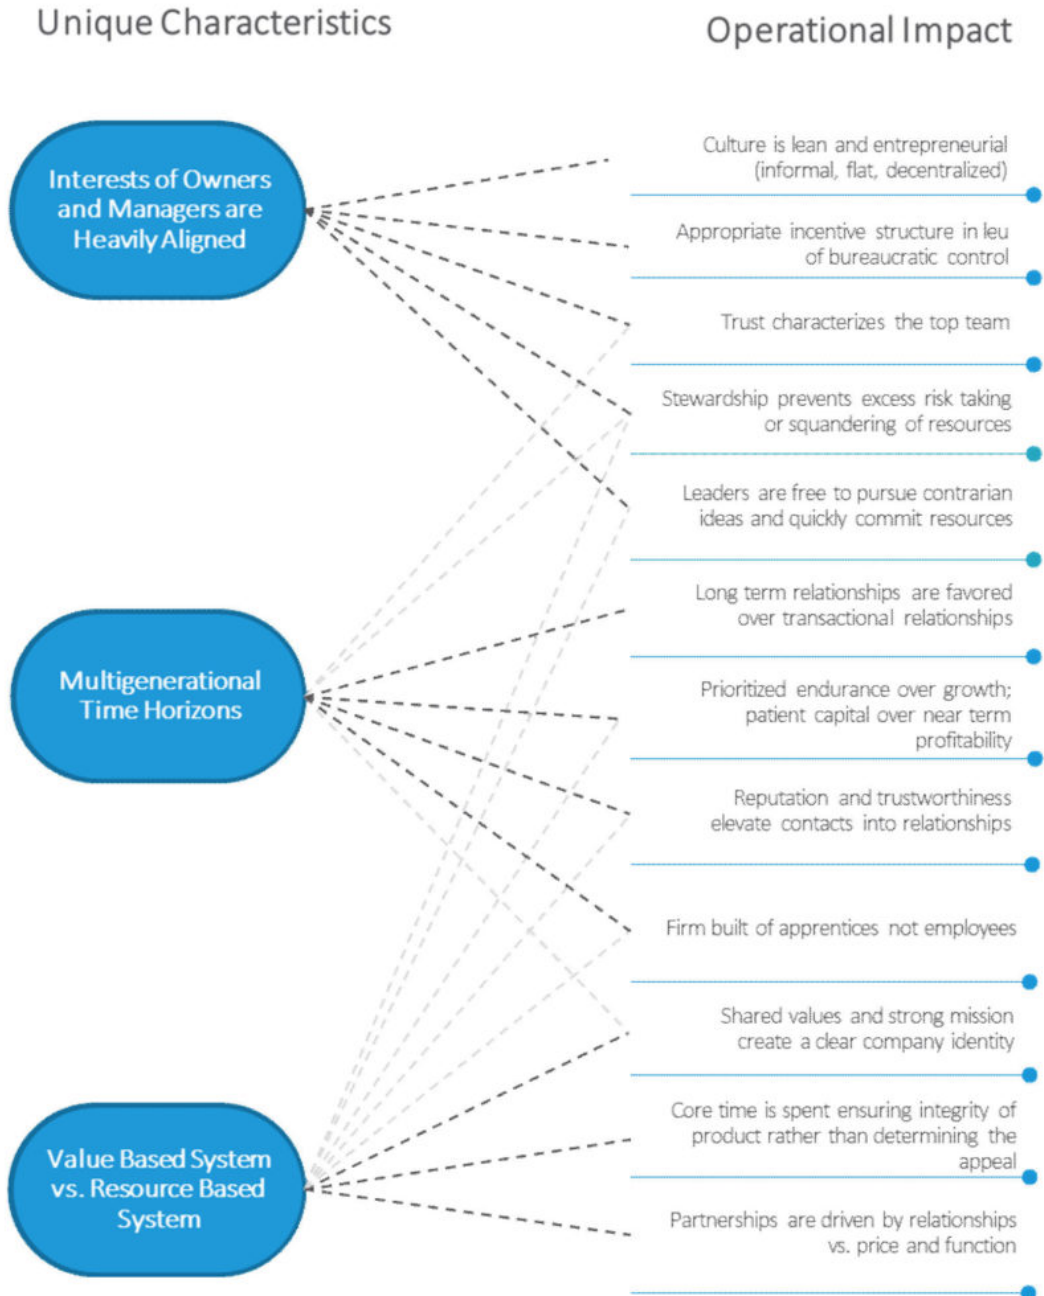 Unique Characteristics
Operational Impact
Interests of Owners
and Managers are
Heavily Aligned
Multigenerational
Time Horizons
Value Based System
vs. Resource Based
System
Culture is lean and entrepreneurial
(informal, flat, decentralized)
Appropriate incentive structure in leu
of bureaucratic control
Trust characterizes the top team
Stewardship prevents excess risk taking
or squandering of resources
Leaders are free to pursue contrarian
ideas and quickly commit resources
Long term relationships are favored
over transactional relationships
Prioritized endurance over growth;
patient capital over near term
profitability
Reputation and trustworthiness
elevate contacts into relationships
Firm built of apprentices not employees
Shared values and strong mission
create a clear company identity
Core time is spent ensuring integrity of
product rather than determining the
appeal
Partnerships are driven by relationships
vs. price and function